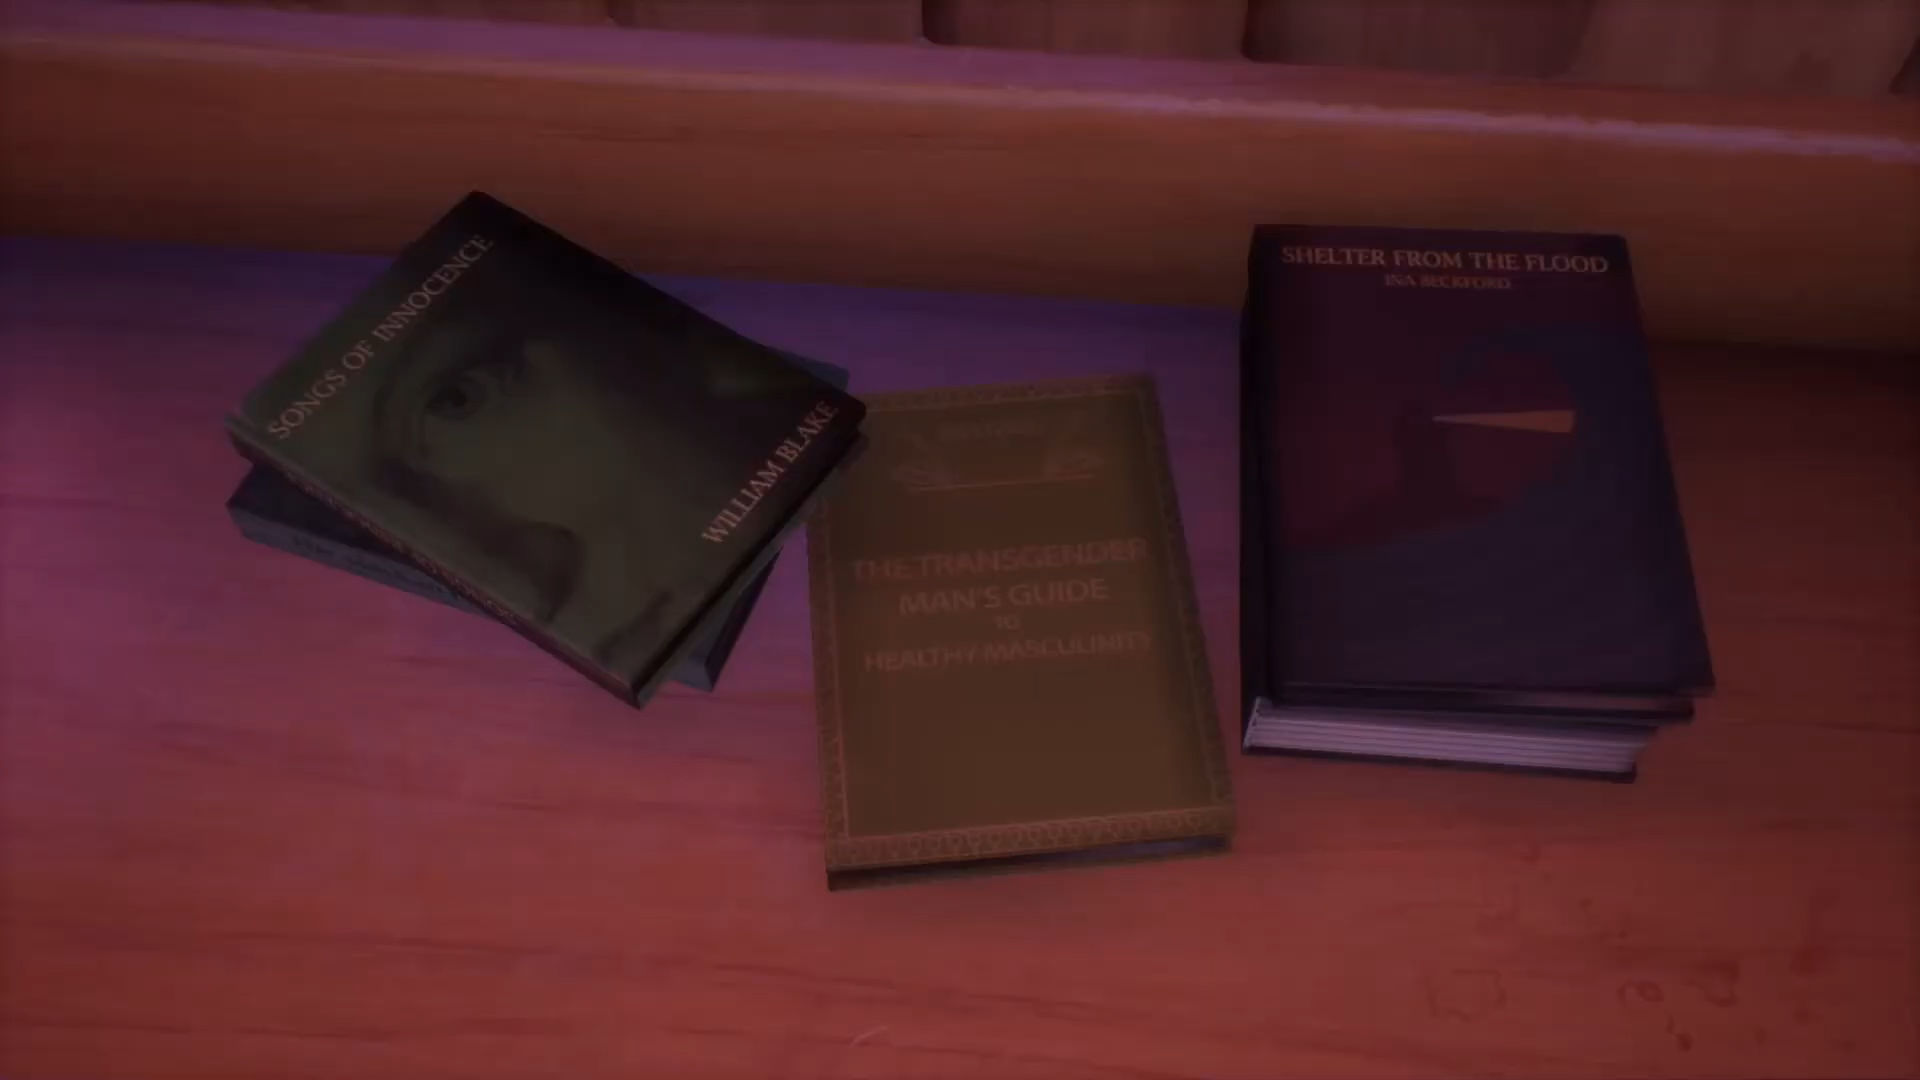 SONGS OF INNOCENCE
WILLIAM BLAKE
THE TRANSGENDER
MAN'S GUIDE
TO
HEALTHY MASCULINITY
SHELTER FROM THE FLOOD
INA BECKFORD